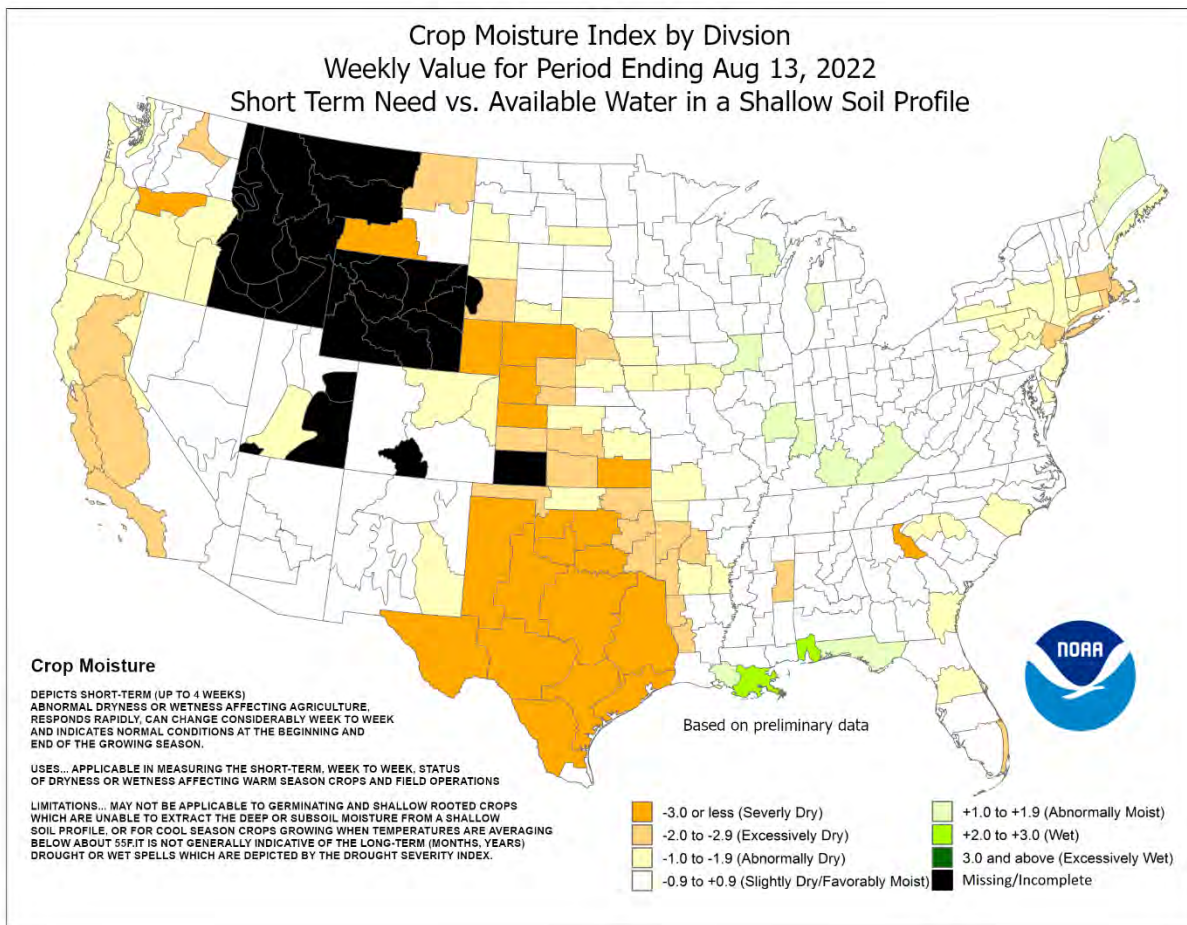 Crop Moisture Index by Divsion
Weekly Value for Period Ending Aug 13, 2022
Short Term Need vs. Available Water in a Shallow Soil Profile
NOAA
Crop Moisture
DEPICTS SHORT-TERM (UP TO 4 WEEKS)
ABNORMAL DRYNESS OR WETNESS AFFECTING AGRICULTURE,
RESPONDS RAPIDLY, CAN CHANGE CONSIDERABLY WEEK TO WEEK
AND INDICATES NORMAL CONDITIONS AT THE BEGINNING AND
END OF THE GROWING SEASON.
USES... APPLICABLE IN MEASURING THE SHORT-TERM, WEEK TO WEEK, STATUS
OF DRYNESS OR WETNESS AFFECTING WARM SEASON CROPS AND FIELD OPERATIONS
LIMITATIONS... MAY NOT BE APPLICABLE TO GERMINATING AND SHALLOW ROOTED CROPS
WHICH ARE UNABLE TO EXTRACT THE DEEP OR SUBSOIL MOISTURE FROM A SHALLOW
SOIL PROFILE, OR FOR COOL SEASON CROPS GROWING WHEN TEMPERATURES ARE AVERAGING
BELOW ABOUT 55F.IT IS NOT GENERALLY INDICATIVE OF THE LONG-TERM (MONTHS, YEARS)
DROUGHT OR WET SPELLS WHICH ARE DEPICTED BY THE DROUGHT SEVERITY INDEX.
Based on preliminary data
-3.0 or less (Severly Dry)
-2.0 to -2.9 (Excessively Dry)
-1.0 to -1.9 (Abnormally Dry)
-0.9 to +0.9 (Slightly Dry/Favorably Moist)
+1.0 to +1.9 (Abnormally Moist)
+2.0 to +3.0 (Wet)
3.0 and above (Excessively Wet)
Missing/Incomplete